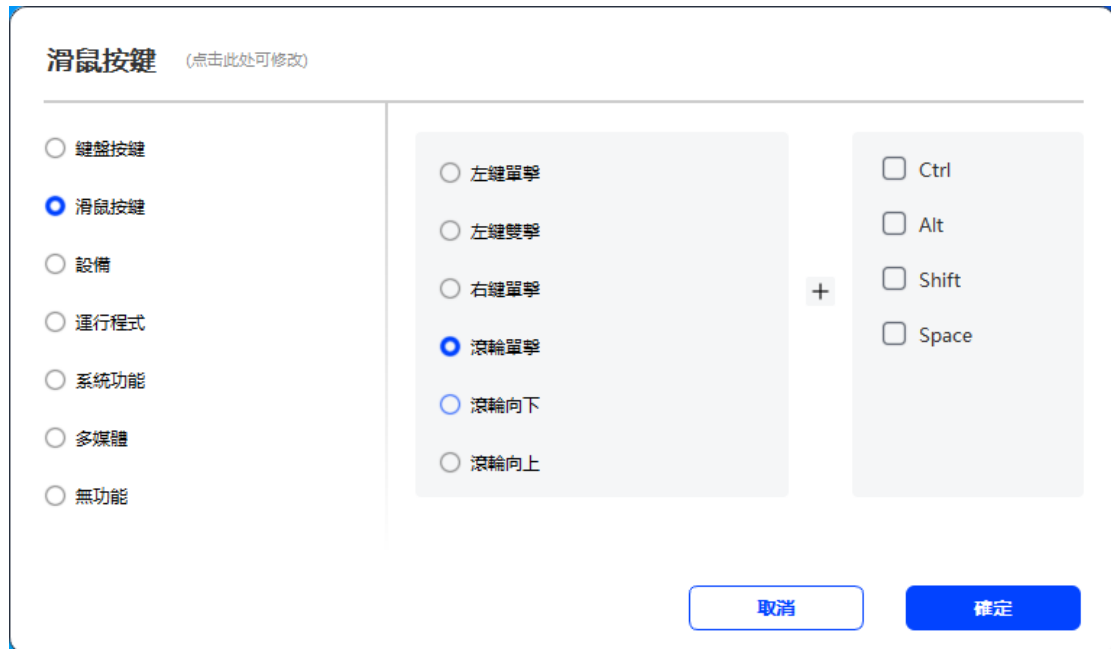 滑鼠按鍵 (点击此处可修改)
鍵盤按鍵
滑鼠按鍵
設備
運行程式
系統功能
多媒體
無功能
左鍵單擊
左鍵雙擊
右鍵單擊
滾輪單擊
滾輪向下
滾輪向上
+
Ctrl
Alt
Shift
Space
取消 確定